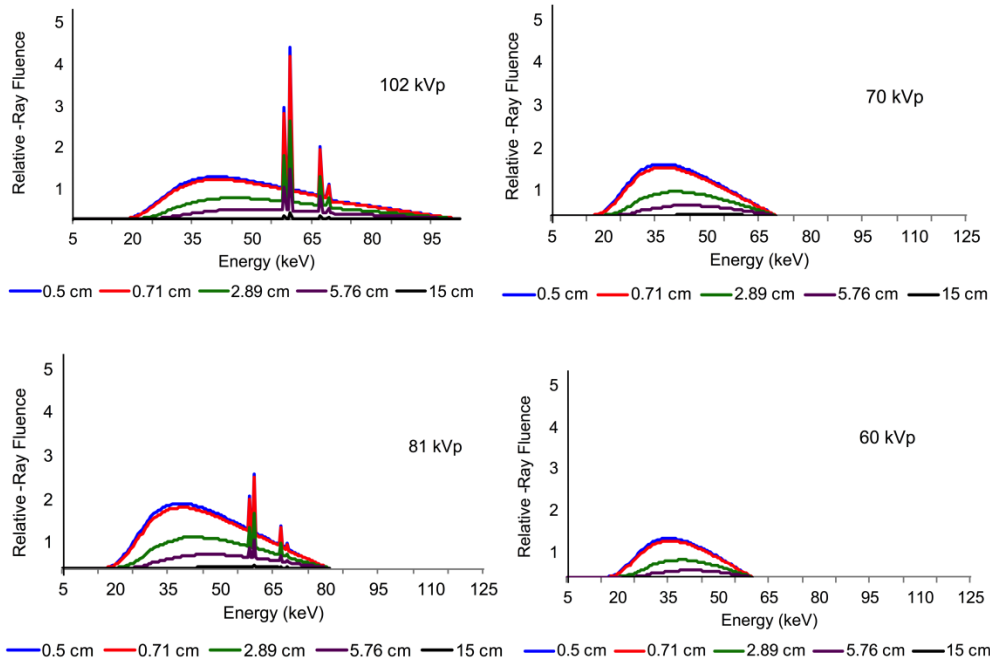 5
4
3
2
1
Relative -Ray Fluence
102 kVp
5 20 35 50 65 80 95
Energy (keV)
0.5 cm 0.71 cm 2.89 cm 5.76 cm 15 cm
5
4
3
2
1
Relative -Ray Fluence
70 kVp
5 20 35 50 65 80 95 110 125
Energy (keV)
0.5 cm 0.71 cm 2.89 cm 5.76 cm 15 cm
5
4
3
2
1
Relative -Ray Fluence
81 kVp
5 20 35 50 65 80 95 110 125
Energy (keV)
0.5 cm 0.71 cm 2.89 cm 5.76 cm 15 cm
5
4
3
2
1
Relative -Ray Fluence
60 kVp
5 20 35 50 65 80 95 110 125
Energy (keV)
0.5 cm 0.71 cm 2.89 cm 5.76 cm 15 cm